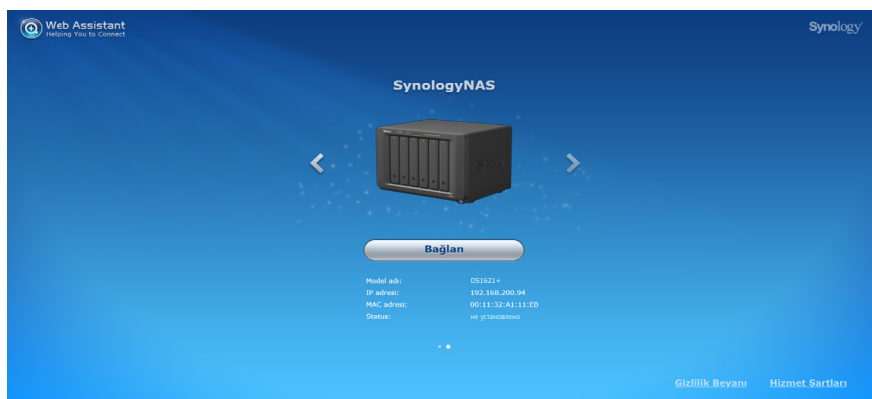 Web Assistant
Helping You to Connect
Synology
SynologyNAS
Bağlan
Model adı: DS1621+
IP adresi: 192.168.200.94
MAC adresi: 00:11:32:A1:11:EB
Status: не установлено
Gizlilik Beyanı Hizmet Şartları